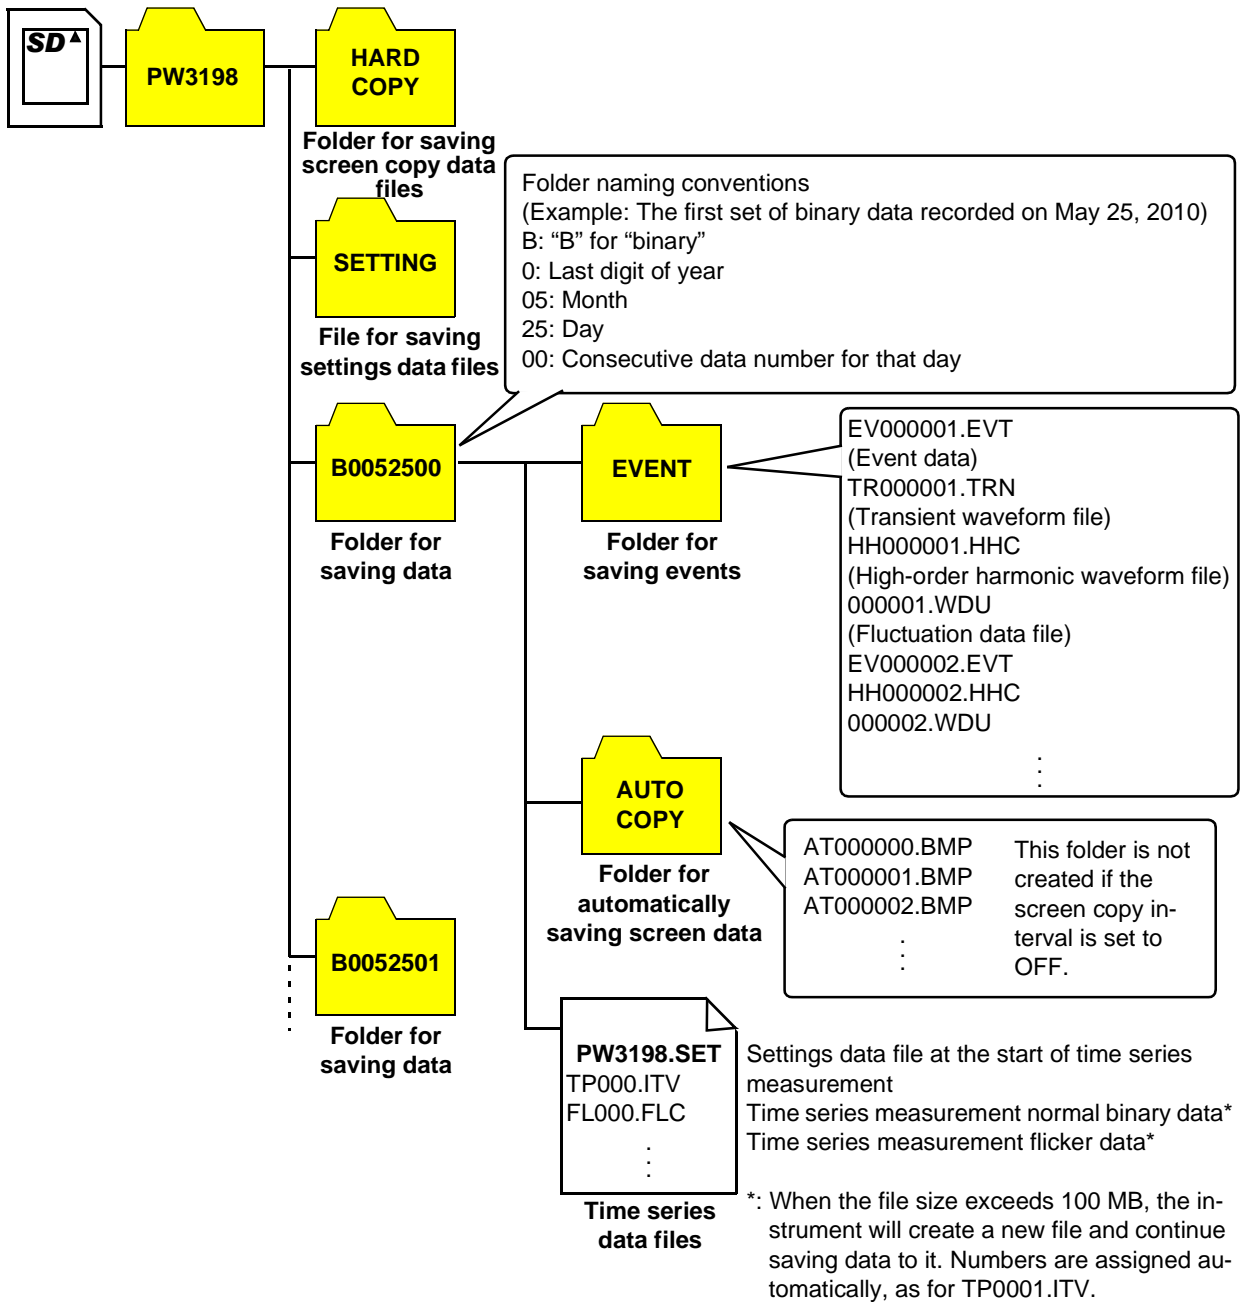 SD
PW3198
HARD
COPY
Folder for saving
screen copy data
files
SETTING
File for saving
settings data files
Folder naming conventions
(Example: The first set of binary data recorded on May 25, 2010)
B: “B” for “binary”
0: Last digit of year
05: Month
25: Day
00: Consecutive data number for that day
B0052500
Folder for
saving data
EVENT
Folder for
saving events
EV000001.EVT
(Event data)
TR000001.TRN
(Transient waveform file)
HH000001.HHC
(High-order harmonic waveform file)
000001.WDU
(Fluctuation data file)
EV000002.EVT
HH000002.HHC
000002.WDU
.
.
.
AUTO
COPY
Folder for
automatically
saving screen data
AT000000.BMP
AT000001.BMP
AT000002.BMP
.
.
.
This folder is not
created if the
screen copy in-
terval is set to
OFF.
B0052501
Folder for
saving data
PW3198.SET
TP000.ITV
FL000.FLC
.
.
.
Time series
data files
Settings data file at the start of time series
measurement
Time series measurement normal binary data*
Time series measurement flicker data*
*: When the file size exceeds 100 MB, the in-
strument will create a new file and continue
saving data to it. Numbers are assigned au-
tomatically, as for TP0001.ITV.